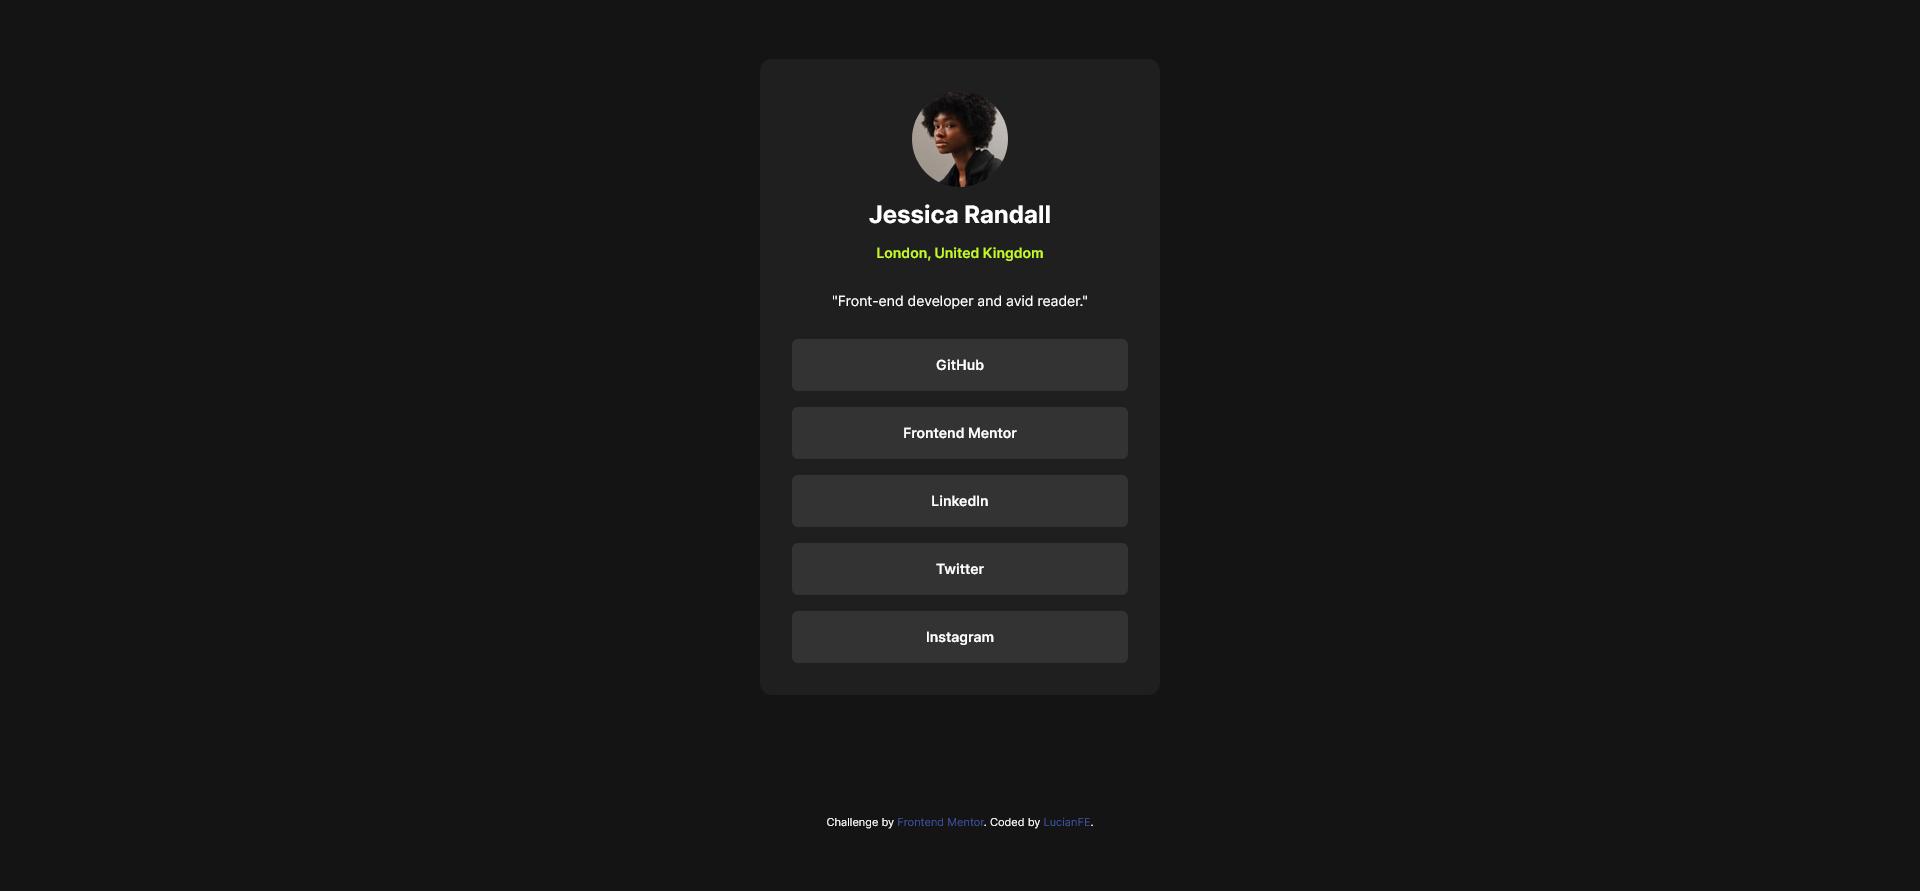 Jessica Randall
London, United Kingdom
"Front-end developer and avid reader."
GitHub
Frontend Mentor
LinkedIn
Twitter
Instagram
Challenge by Frontend Mentor. Coded by LucianFE.